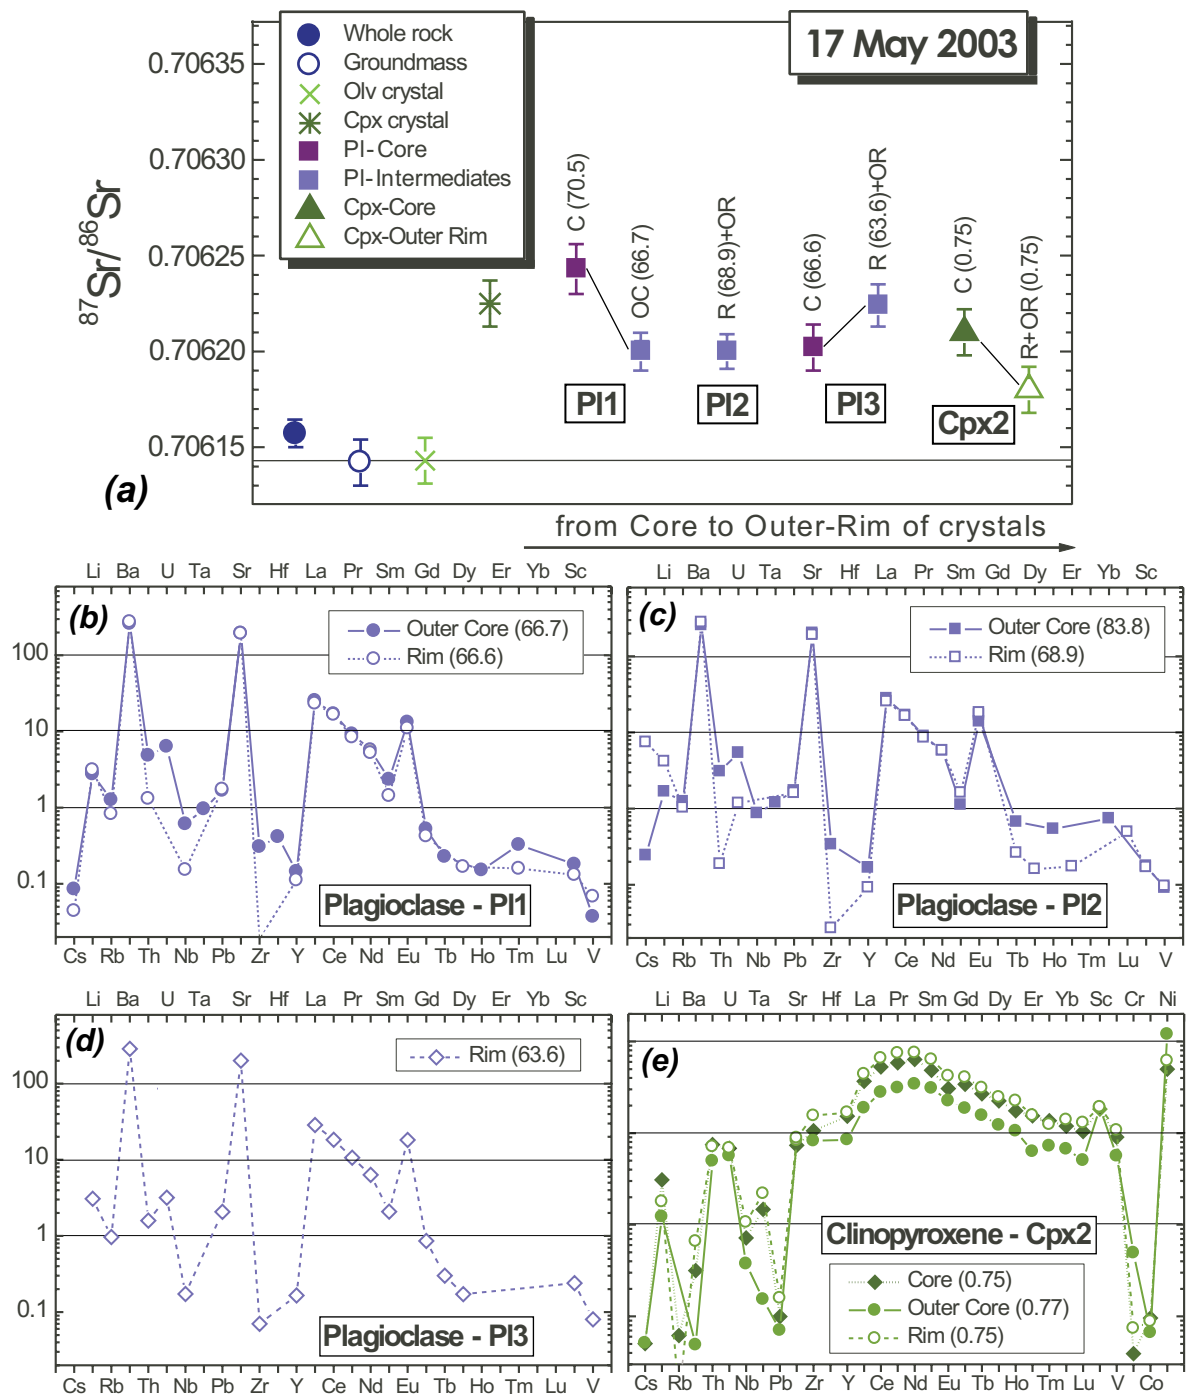 17 May 2003
Whole rock
Groundmass
Olv crystal
Cpx crystal
Pl-Core
Pl-Intermediates
Cpx-Core
Cpx-Outer Rim
87Sr/86Sr
0.70635
0.70630
0.70625
0.70620
0.70615
C (70.5)
OC (66.7)
R (68.9)+OR
C (66.6)
R (63.6)+OR
C (0.75)
R+OR (0.75)
Pl1
Pl2
Pl3
Cpx2
(a)
from Core to Outer-Rim of crystals
Li Ba U Ta Sr Hf La Pr Sm Gd Dy Er Yb Sc
(b)
Outer Core (66.7)
Rim (66.6)
100
10
1
0.1
Plagioclase - Pl1
Cs Rb Th Nb Pb Zr Y Ce Nd Eu Tb Ho Tm Lu V
Li Ba U Ta Sr Hf La Pr Sm Gd Dy Er Yb Sc
(c)
Outer Core (83.8)
Rim (68.9)
Plagioclase - Pl2
Cs Rb Th Nb Pb Zr Y Ce Nd Eu Tb Ho Tm Lu V
Li Ba U Ta Sr Hf La Pr Sm Gd Dy Er Yb Sc
(d)
Rim (63.6)
100
10
1
0.1
Plagioclase - Pl3
Cs Rb Th Nb Pb Zr Y Ce Nd Eu Tb Ho Tm Lu V
Li Ba U Ta Sr Hf La Pr Sm Gd Dy Er Yb Sc Cr Ni
(e)
Clinopyroxene - Cpx2
Core (0.75)
Outer Core (0.77)
Rim (0.75)
Cs Rb Th Nb Pb Zr Y Ce Nd Eu Tb Ho Tm Lu V Co